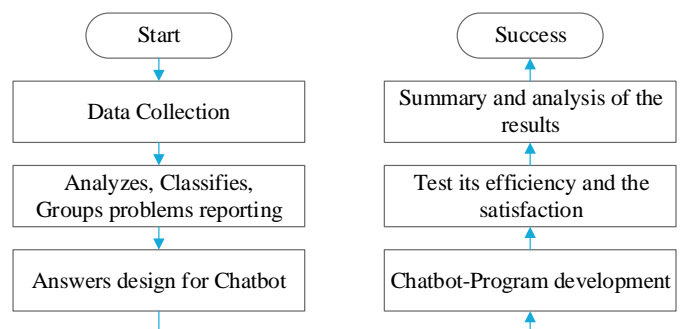 Start
Data Collection
Analyzes, Classifies,
Groups problems reporting
Answers design for Chatbot
Success
Summary and analysis of the
results
Test its efficiency and the
satisfaction
Chatbot-Program development